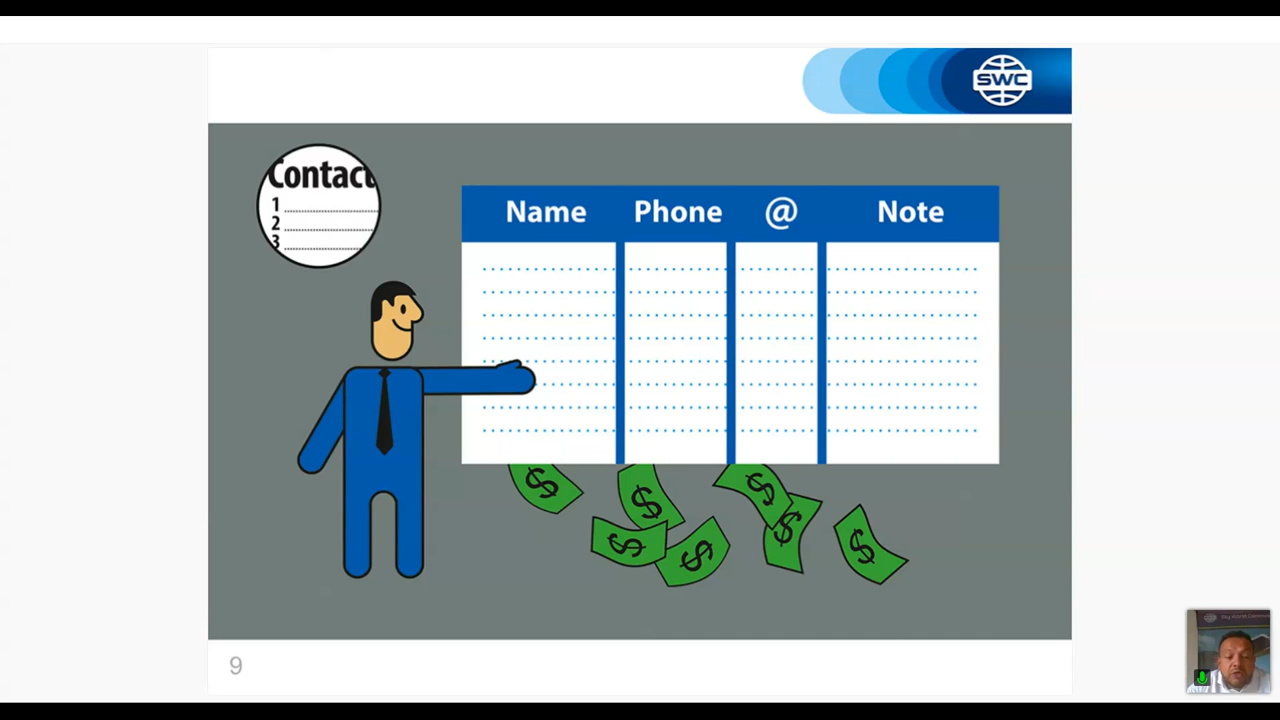 SWC
Contact
1
2
3
Name Phone @ Note
$ $ $ $ $ $ $
9